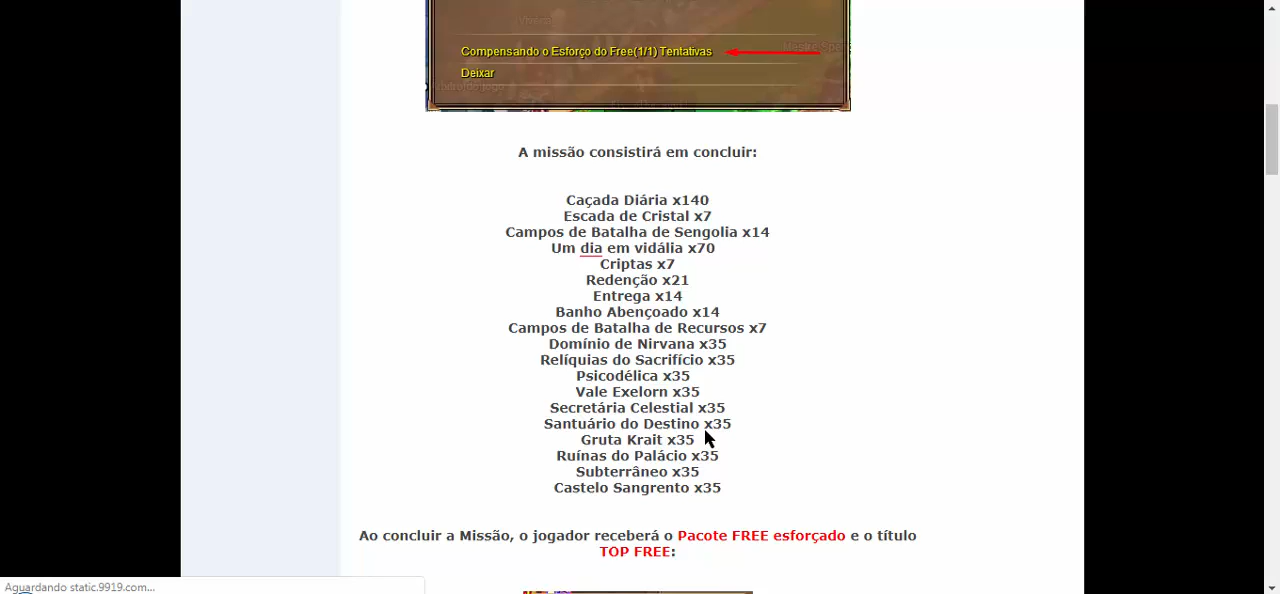 Compensando o Esforço do Free(1/1) Tentativas
Deixar
A missão consistirá em concluir:
Caçada Diária x140
Escada de Cristal x7
Campos de Batalha de Sengolia x14
Um dia em vidália x70
Criptas x7
Redenção x21
Entrega x14
Banho Abençoado x14
Campos de Batalha de Recursos x7
Domínio de Nirvana x35
Relíquias do Sacrifício x35
Psicodélica x35
Vale Exelorn x35
Secretária Celestial x35
Santuário do Destino x35
Gruta Krait x35
Ruínas do Palácio x35
Subterrâneo x35
Castelo Sangrento x35
Ao concluir a Missão, o jogador receberá o Pacote FREE esforçado e o título
TOP FREE:
Aguardando static.9919.com...